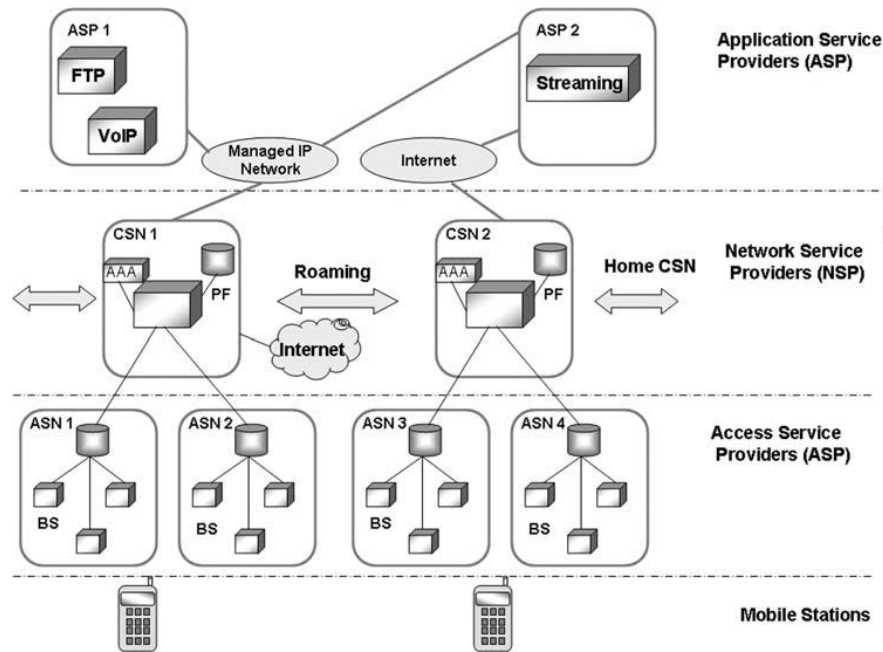 ASP 1
FTP
VoIP
ASP 2
Streaming
Application Service
Providers (ASP)
Managed IP
Network
Internet
CSN 1
AAA
PF
Roaming
Internet
CSN 2
AAA
PF
Home CSN
Network Service
Providers (NSP)
ASN 1
BS
ASN 2
BS
ASN 3
BS
ASN 4
BS
Access Service
Providers (ASP)
Mobile Stations